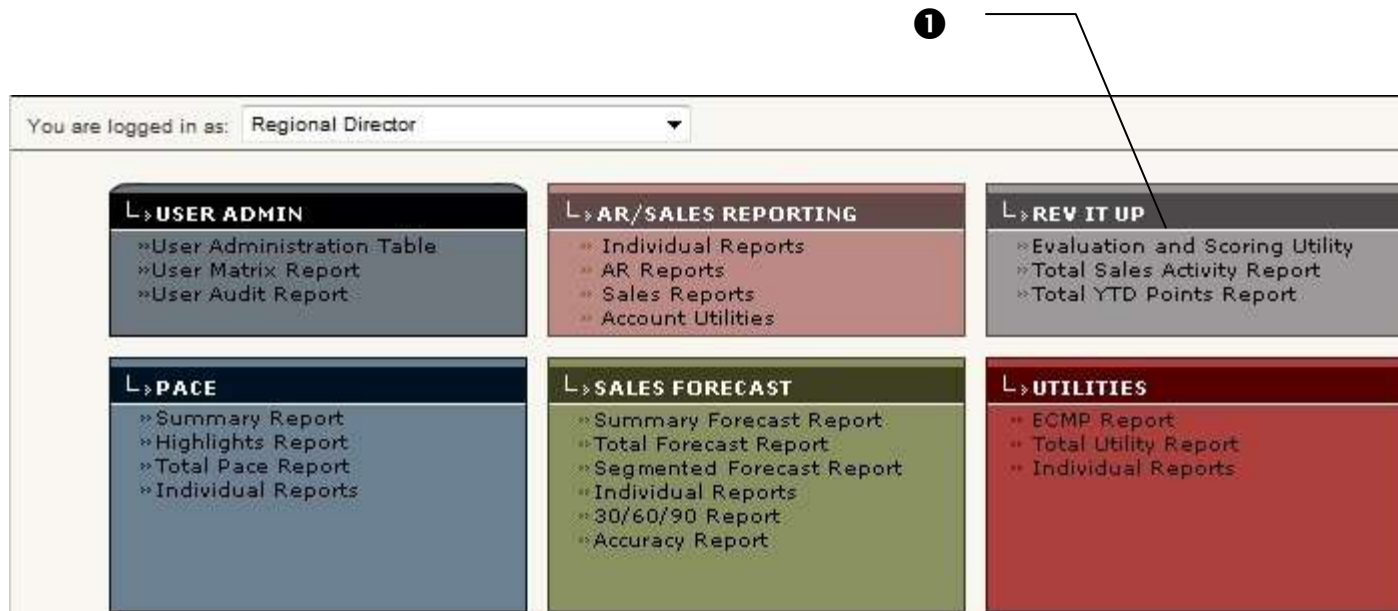 ❶
You are logged in as: Regional Director
USER ADMIN
»User Administration Table
»User Matrix Report
»User Audit Report
AR/SALES REPORTING
» Individual Reports
» AR Reports
» Sales Reports
» Account Utilities
REV IT UP
»Evaluation and Scoring Utility
»Total Sales Activity Report
»Total YTD Points Report
PACE
»Summary Report
»Highlights Report
»Total Pace Report
»Individual Reports
SALES FORECAST
»Summary Forecast Report
»Total Forecast Report
»Segmented Forecast Report
»Individual Reports
»30/60/90 Report
»Accuracy Report
UTILITIES
» ECMP Report
» Total Utility Report
» Individual Reports